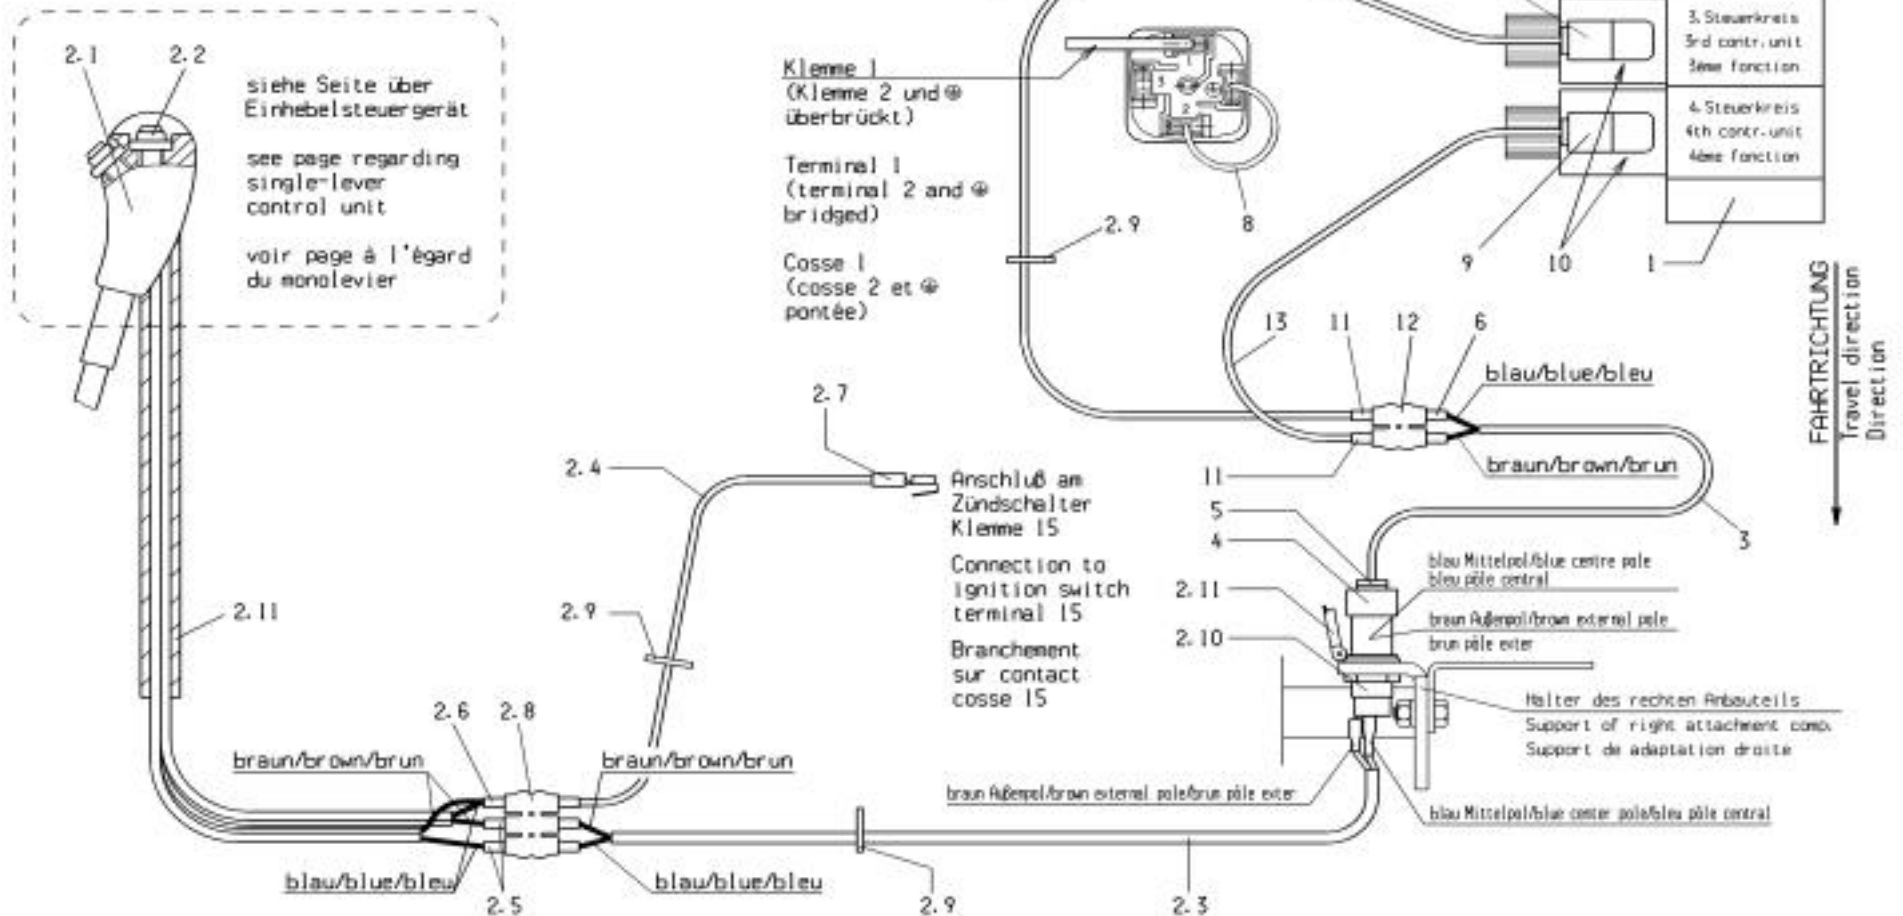 2.1
2.2
siehe Seite über
Einhebelsteuergerät
see page regarding
single-lever
control unit
voir page à l'égard
du monolevier
Klemme 1
(Klemme 2 und ⏚
überbrückt)
Terminal 1
(terminal 2 and ⏚
bridged)
Cosse 1
(cosse 2 et ⏚
pontée)
1
3
2
8
3. Steuerkreis
3rd contr.unit
3ème fonction
4. Steuerkreis
4th contr.unit
4ème fonction
9
10
1
2.9
13
11
12
6
blau/blue/bleu
braun/brown/brun
11
FAHRTRICHTUNG
Travel direction
Direction
2.7
2.4
Anschluß am
Zündschalter
Klemme 15
Connection to
ignition switch
terminal 15
Branchement
sur contact
cosse 15
5
4
3
2.11
2.10
blau Mittelpol/blue centre pole
bleu pôle central
braun Außenpol/brown external pole
brun pôle exter
Halter des rechten Anbauteils
Support of right attachment comp.
Support de adaptation droite
2.11
2.9
2.6
2.8
braun/brown/brun
braun/brown/brun
braun Außenpol/brown external pole/brun pôle exter
blau Mittelpol/blue center pole/bleu pôle central
blau/blue/bleu
blau/blue/bleu
2.5
2.9
2.3